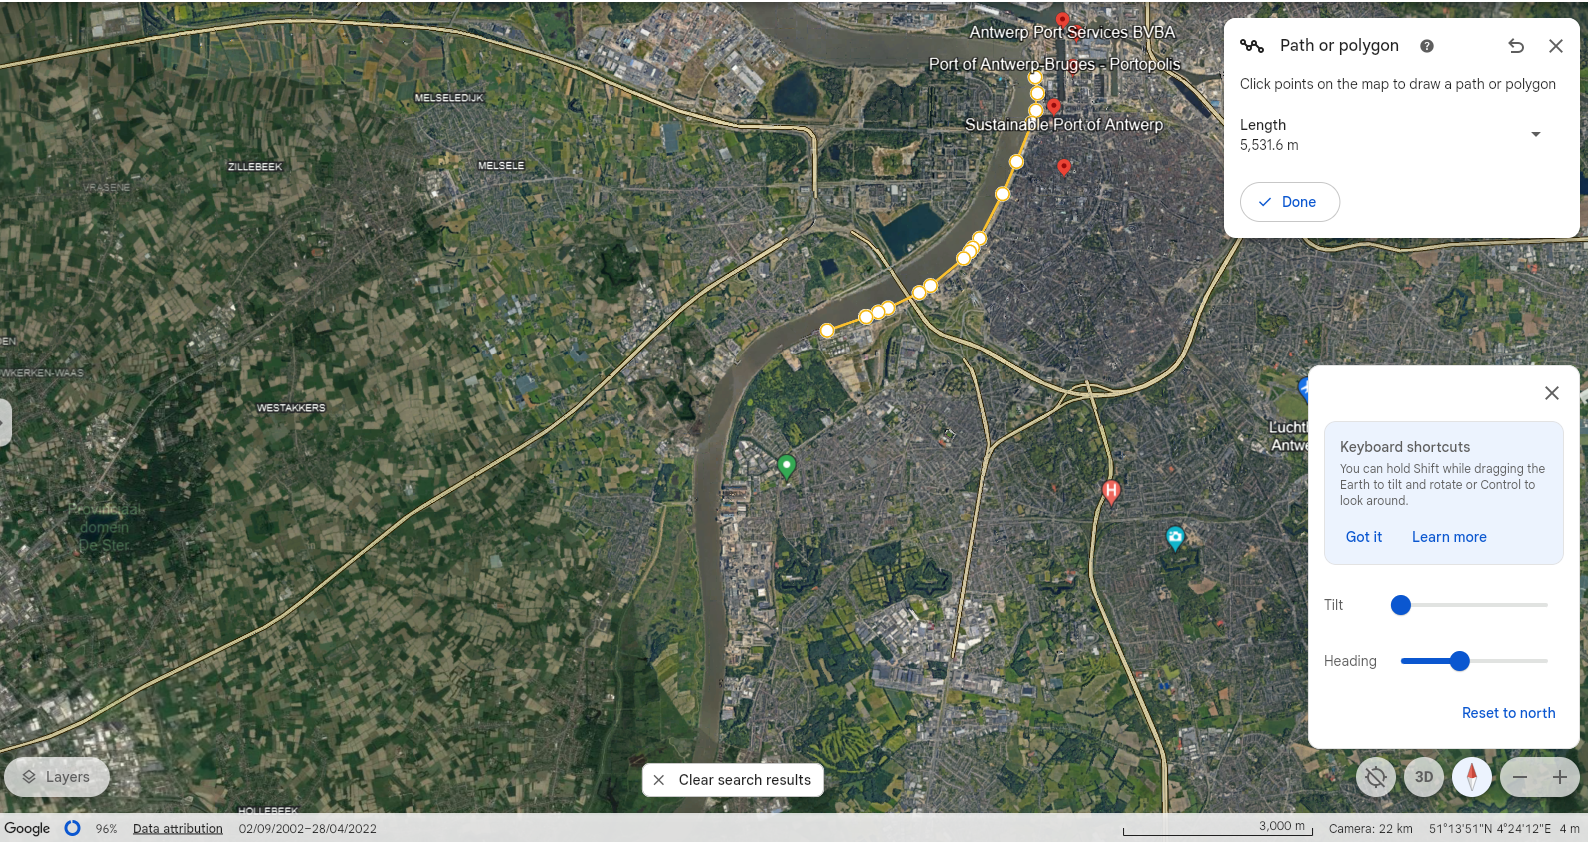 Antwerp Port Services BVBA
Port of Antwerp-Bruges - Portopolis
Sustainable Port of Antwerp
MELSELEDIJK
ZILLEBEEK
VRASENE
MELSELE
WESTAKKERS
Provinciaal
domein
De Ster
HOLLEBEEK
Path or polygon
Click points on the map to draw a path or polygon
Length
5,531.6 m
Done
Keyboard shortcuts
You can hold Shift while dragging the
Earth to tilt and rotate or Control to
look around.
Got it
Learn more
Tilt
Heading
Reset to north
H
Layers
Clear search results
3D
Google
96%
Data attribution
02/09/2002–28/04/2022
3,000 m
Camera: 22 km
51°13'51"N 4°24'12"E
4 m